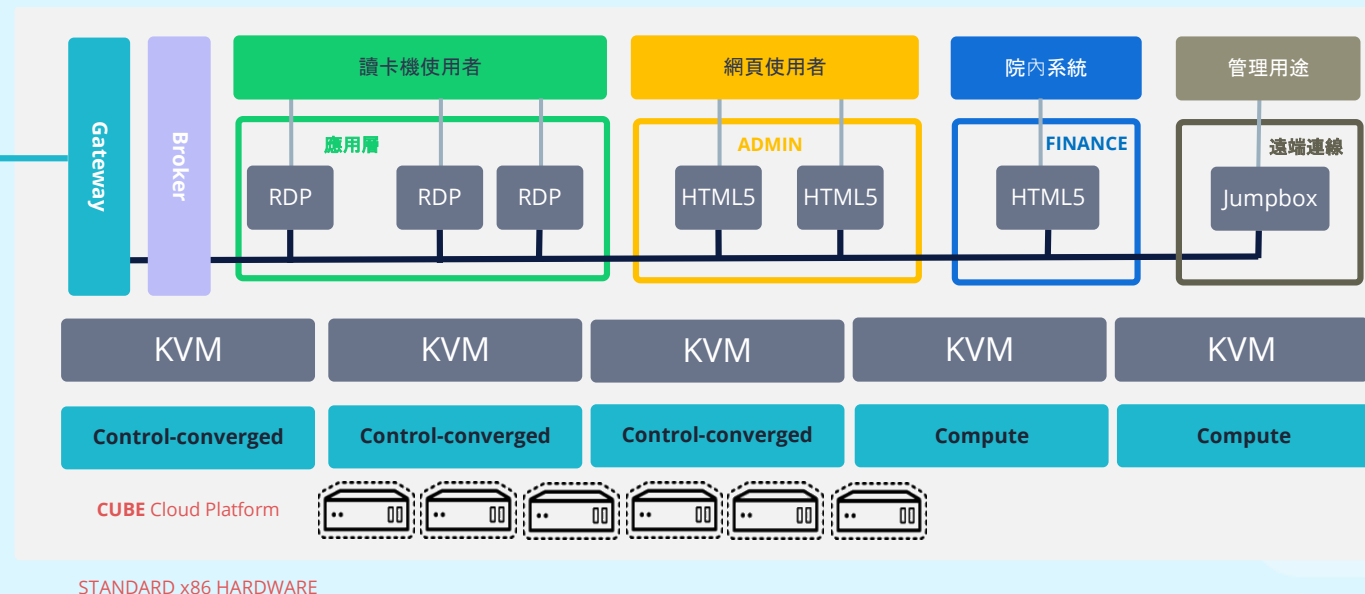 Gateway
Broker
讀卡機使用者
網頁使用者
院內系統
管理用途
應用層
ADMIN
FINANCE
遠端連線
RDP
RDP
RDP
HTML5
HTML5
HTML5
Jumpbox
KVM
KVM
KVM
KVM
KVM
Control-converged
Control-converged
Control-converged
Compute
Compute
CUBE Cloud Platform
STANDARD x86 HARDWARE